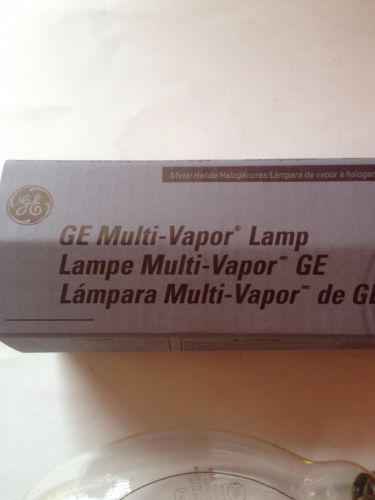 Metal Halide/Halogénures/Lámpara de vapor a haloge
GE
GE Multi-Vapor® Lamp
Lampe Multi-Vapor™ GE
Lámpara Multi-Vapor™ de GE